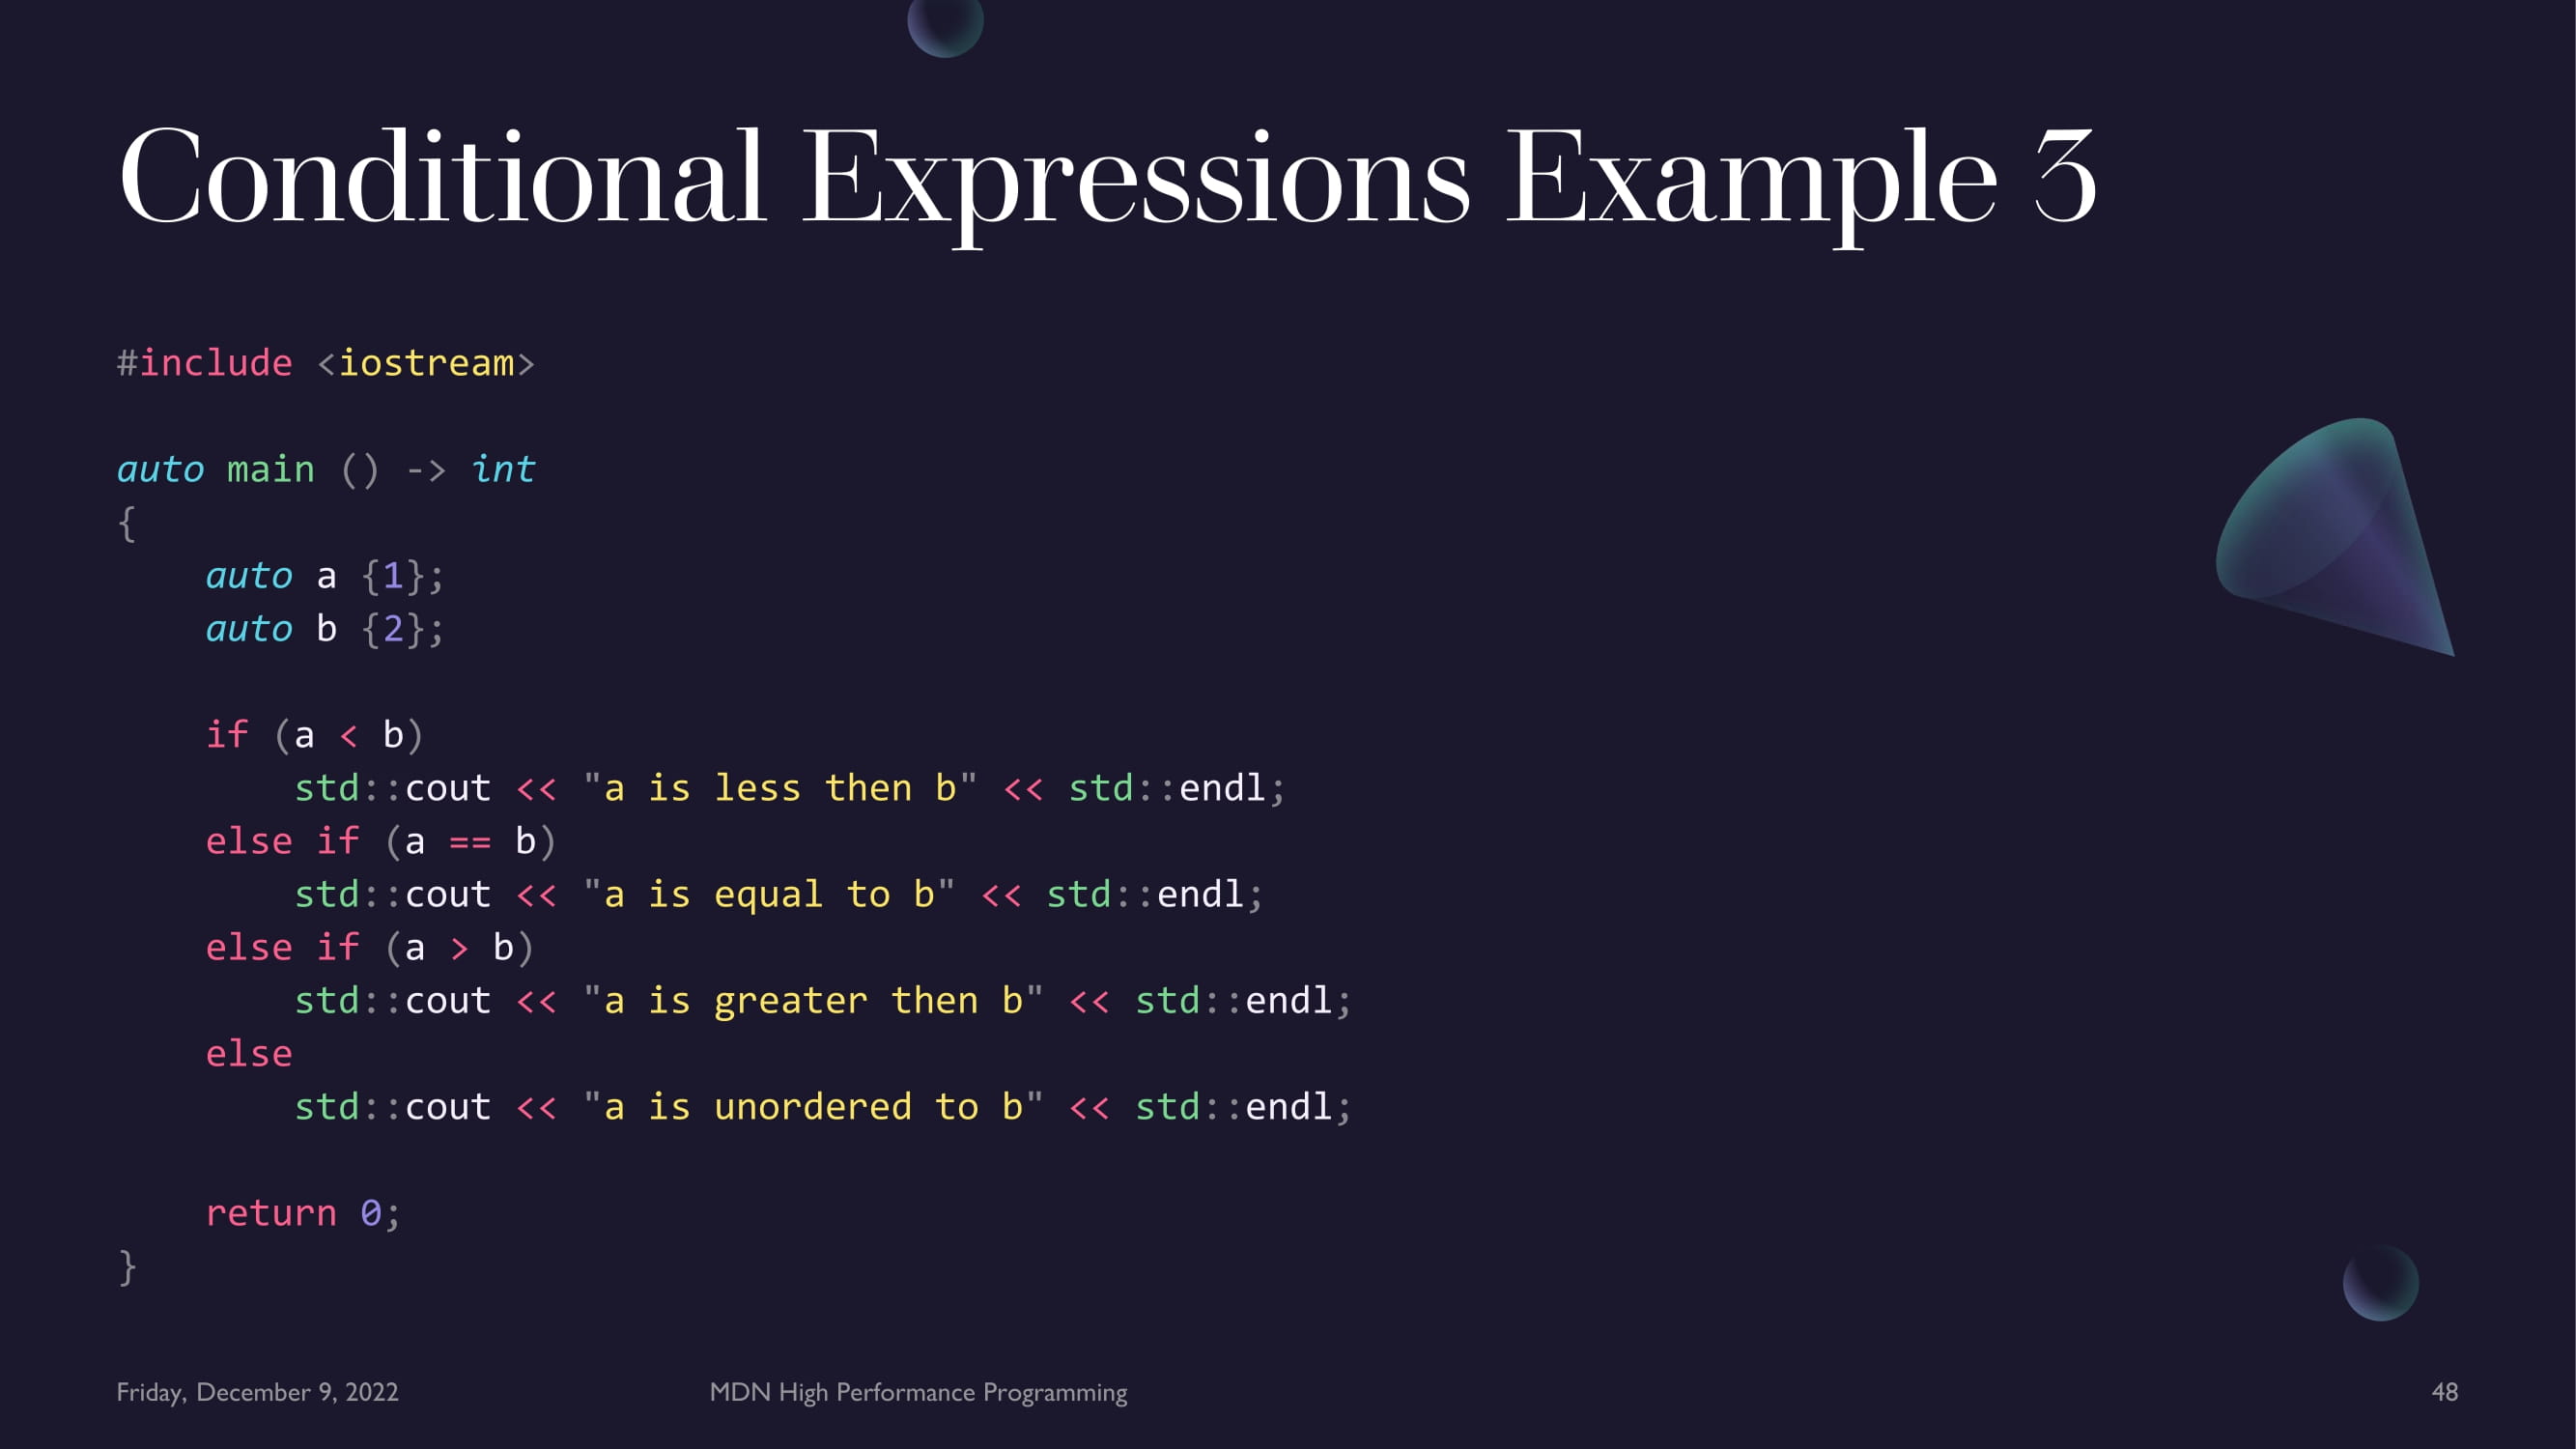 Conditional Expressions Example 3
#include <iostream>
auto main () -> int
{
    auto a {1};
    auto b {2};
    if (a < b)
        std::cout << "a is less then b" << std::endl;
    else if (a == b)
        std::cout << "a is equal to b" << std::endl;
    else if (a > b)
        std::cout << "a is greater then b" << std::endl;
    else
        std::cout << "a is unordered to b" << std::endl;
    return 0;
}
Friday, December 9, 2022
MDN High Performance Programming
48